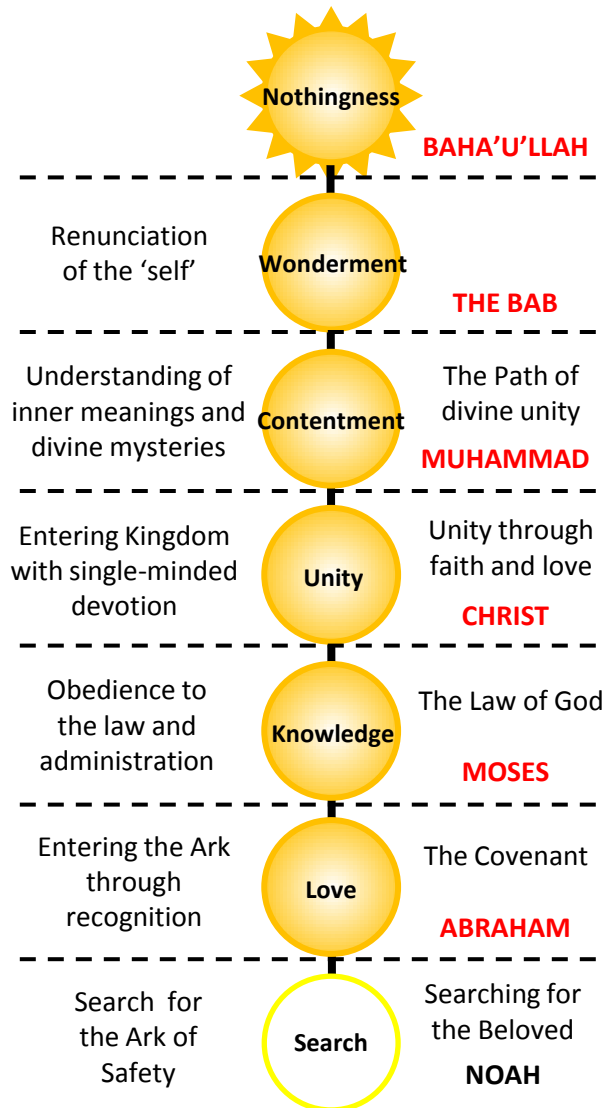 Nothingness
BAHA'U'LLAH
Renunciation
of the ‘self’
Wonderment
THE BAB
Understanding of
inner meanings and
divine mysteries
Contentment
The Path of
divine unity
MUHAMMAD
Entering Kingdom
with single-minded
devotion
Unity
Unity through
faith and love
CHRIST
Obedience to
the law and
administration
Knowledge
The Law of God
MOSES
Entering the Ark
through
recognition
Love
The Covenant
ABRAHAM
Search for
the Ark of
Safety
Search
Searching for
the Beloved
NOAH